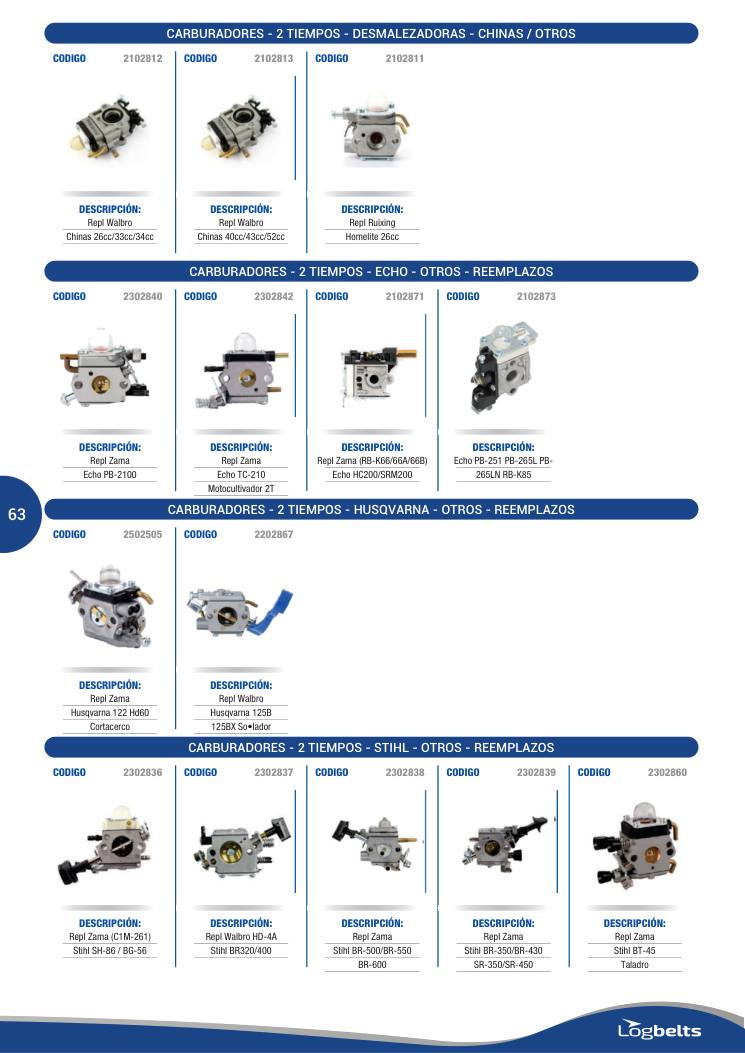 CARBURADORES - 2 TIEMPOS - DESMALEZADORAS - CHINAS / OTROS
CODIGO 2102812
DESCRIPCIÓN:
Repl Walbro
Chinas 26cc/33cc/34cc
CODIGO 2102813
DESCRIPCIÓN:
Repl Walbro
Chinas 40cc/43cc/52cc
CODIGO 2102811
DESCRIPCIÓN:
Repl Ruixing
Homelite 26cc
CARBURADORES - 2 TIEMPOS - ECHO - OTROS - REEMPLAZOS
CODIGO 2302840
DESCRIPCIÓN:
Repl Zama
Echo PB-2100
CODIGO 2302842
DESCRIPCIÓN:
Repl Zama
Echo TC-210
Motocultivador 2T
CODIGO 2102871
DESCRIPCIÓN:
Repl Zama (RB-K66/66A/66B)
Echo HC200/SRM200
CODIGO 2102873
DESCRIPCIÓN:
Echo PB-251 PB-265L PB-
265LN RB-K85
63
CARBURADORES - 2 TIEMPOS - HUSQVARNA - OTROS - REEMPLAZOS
CODIGO 2502505
DESCRIPCIÓN:
Repl Zama
Husqvarna 122 Hd60
Cortacerco
CODIGO 2202867
DESCRIPCIÓN:
Repl Walbro
Husqvarna 125B
125BX So•lador
CARBURADORES - 2 TIEMPOS - STIHL - OTROS - REEMPLAZOS
CODIGO 2302836
DESCRIPCIÓN:
Repl Zama (C1M-261)
Stihl SH-86 / BG-56
CODIGO 2302837
DESCRIPCIÓN:
Repl Walbro HD-4A
Stihl BR320/400
CODIGO 2302838
DESCRIPCIÓN:
Repl Zama
Stihl BR-500/BR-550
BR-600
CODIGO 2302839
DESCRIPCIÓN:
Repl Zama
Stihl BR-350/BR-430
SR-350/SR-450
CODIGO 2302860
DESCRIPCIÓN:
Repl Zama
Stihl BT-45
Taladro
Logbelts